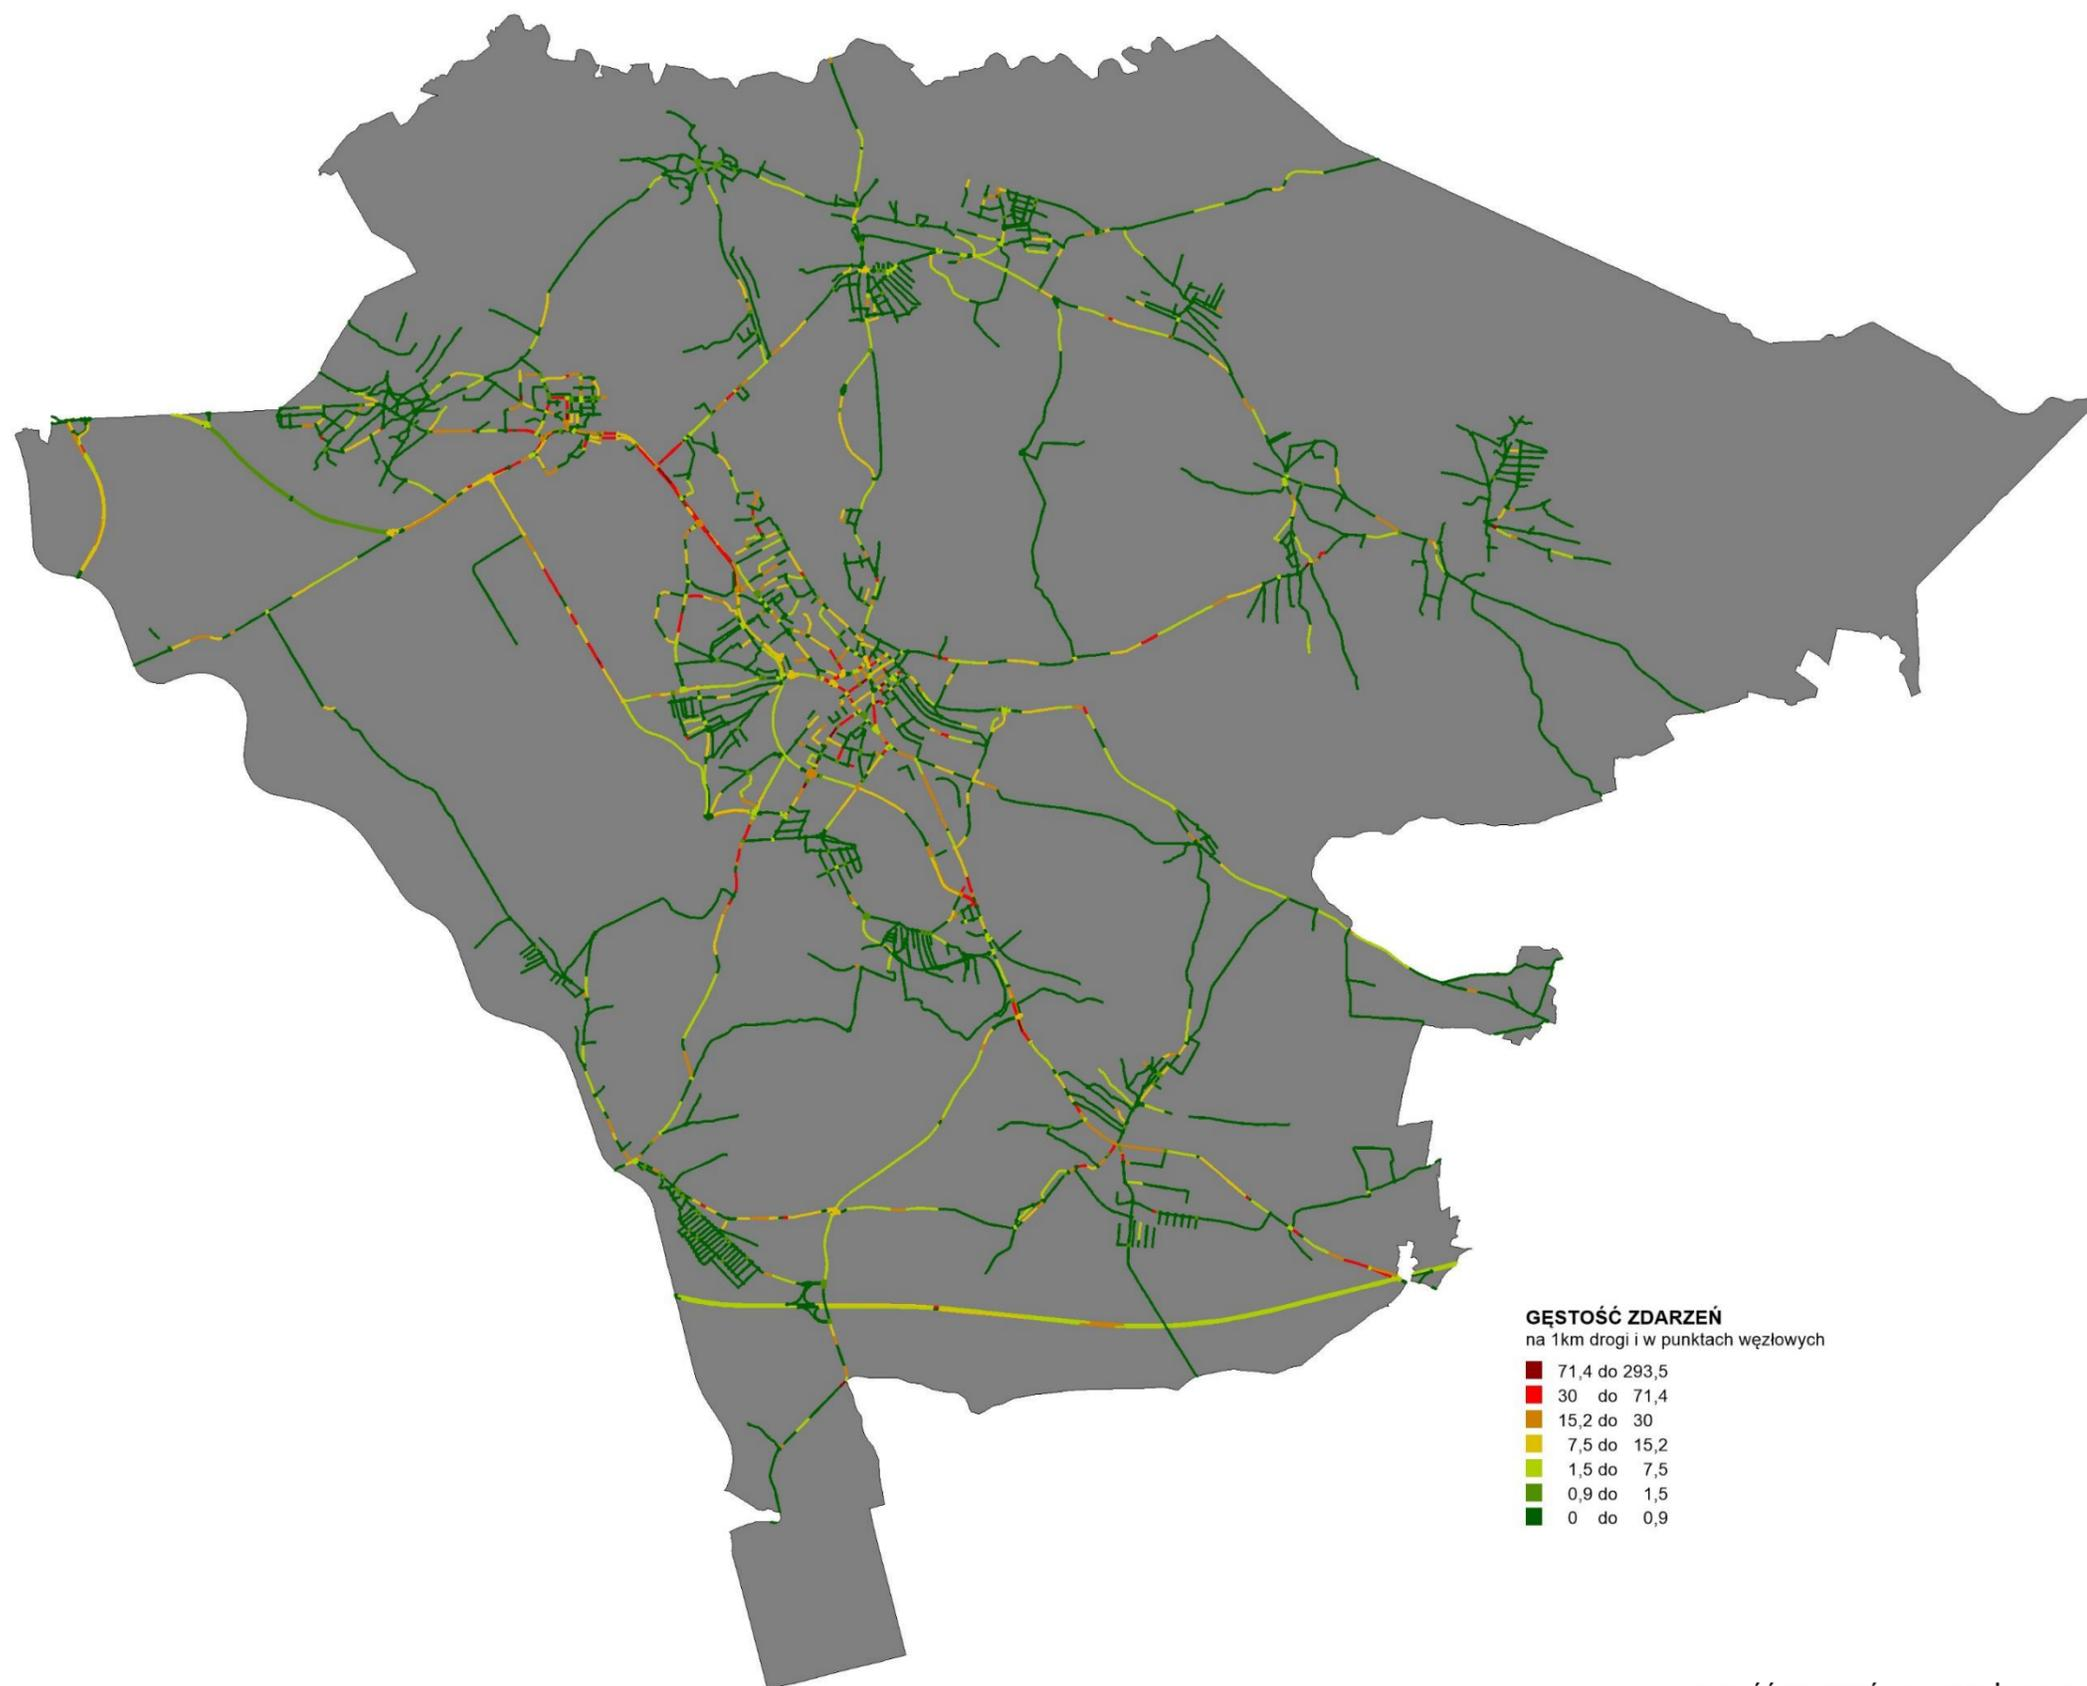 GĘSTOŚĆ ZDARZEŃ
na 1km drogi i w punktach węzłowych
71,4 do 293,5
30 do 71,4
15,2 do 30
7,5 do 15,2
1,5 do 7,5
0,9 do 1,5
0 do 0,9